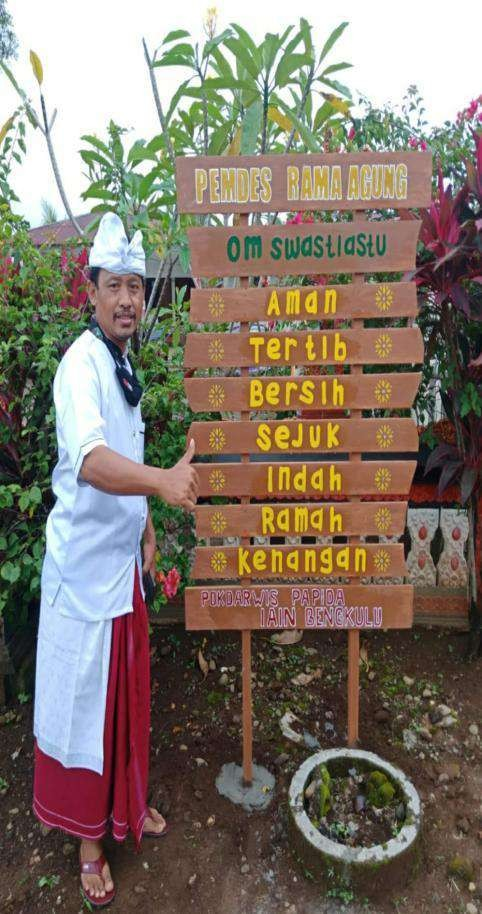 PEMDES RAMA AGUNG
OM SWASTIASTU
AMAN
TERTIB
BERSIH
SEJUK
INDAH
RAMAH
KENANGAN
POKDARWIS PAPIDA
IAIN BENGKULU